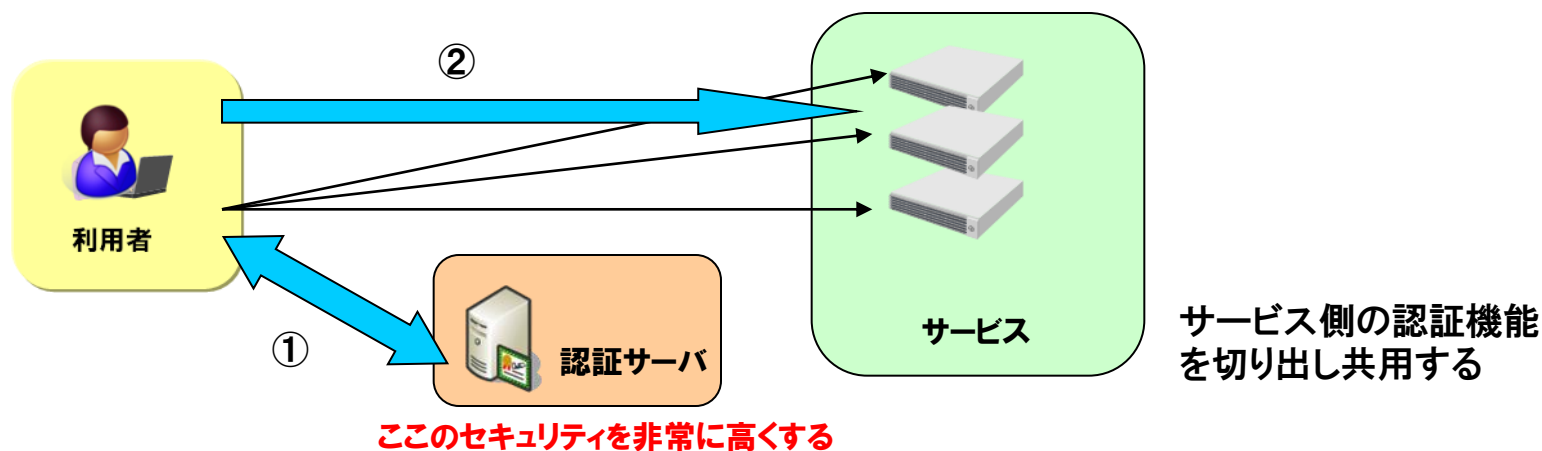 ②
利用者
①
認証サーバ
ここのセキュリティを非常に高くする
サービス
サービス側の認証機能
を切り出し共用する